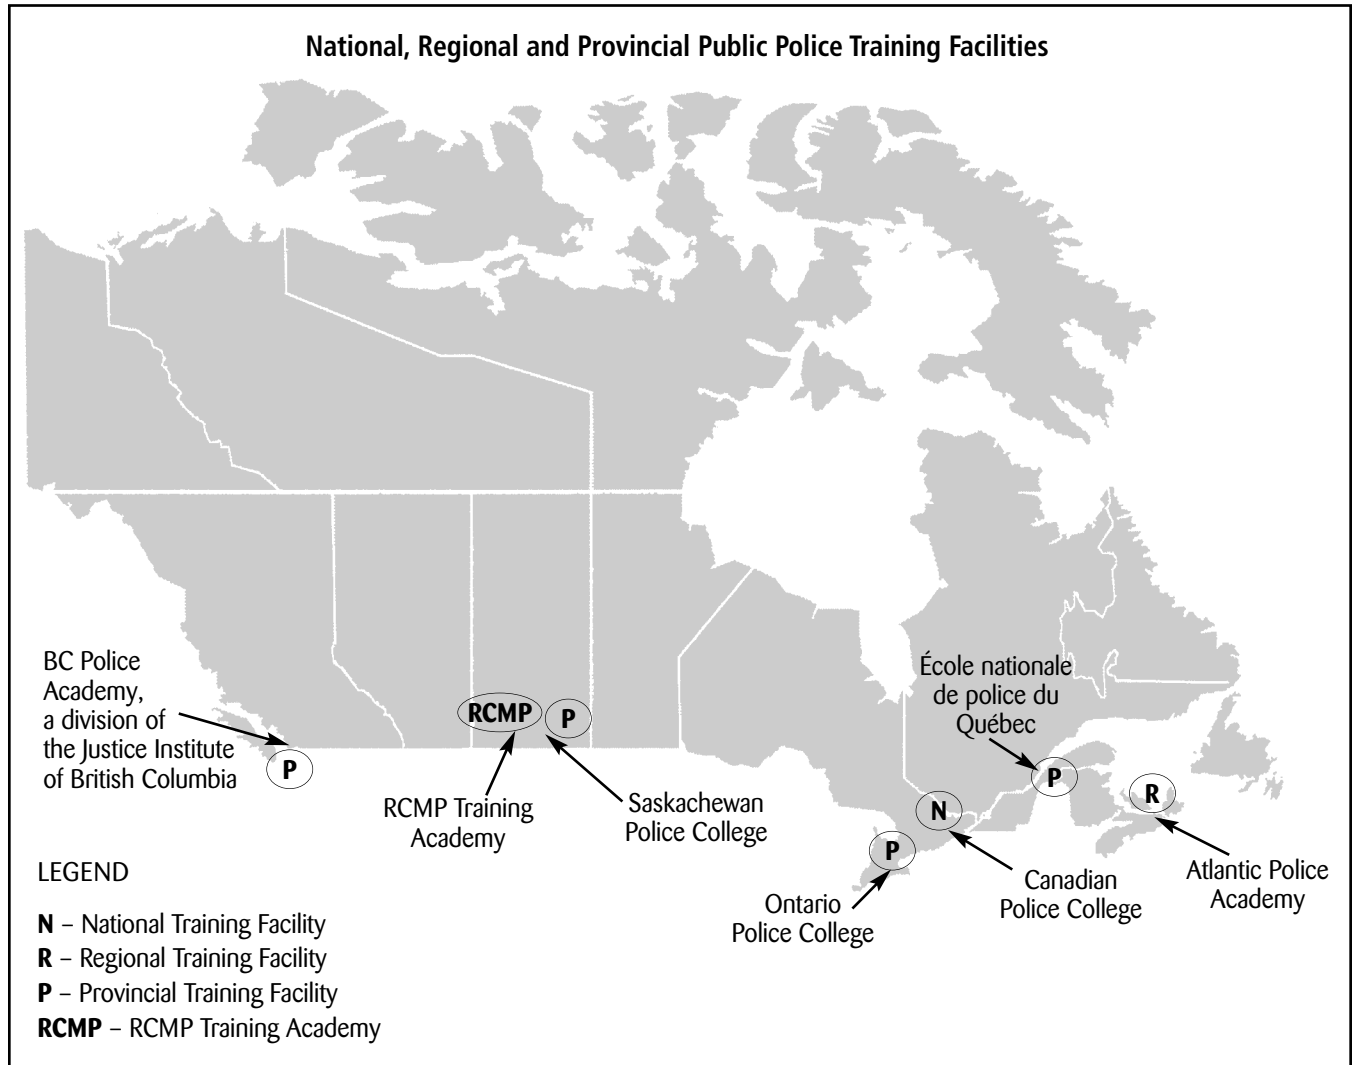 National, Regional and Provincial Public Police Training Facilities
BC Police
Academy,
a division of
the Justice Institute
of British Columbia
P
RCMP
P
RCMP Training
Academy
Saskachewan
Police College
École nationale
de police du
Québec
P
N
R
P
Ontario
Police College
Canadian
Police College
Atlantic Police
Academy
LEGEND
N – National Training Facility
R – Regional Training Facility
P – Provincial Training Facility
RCMP – RCMP Training Academy